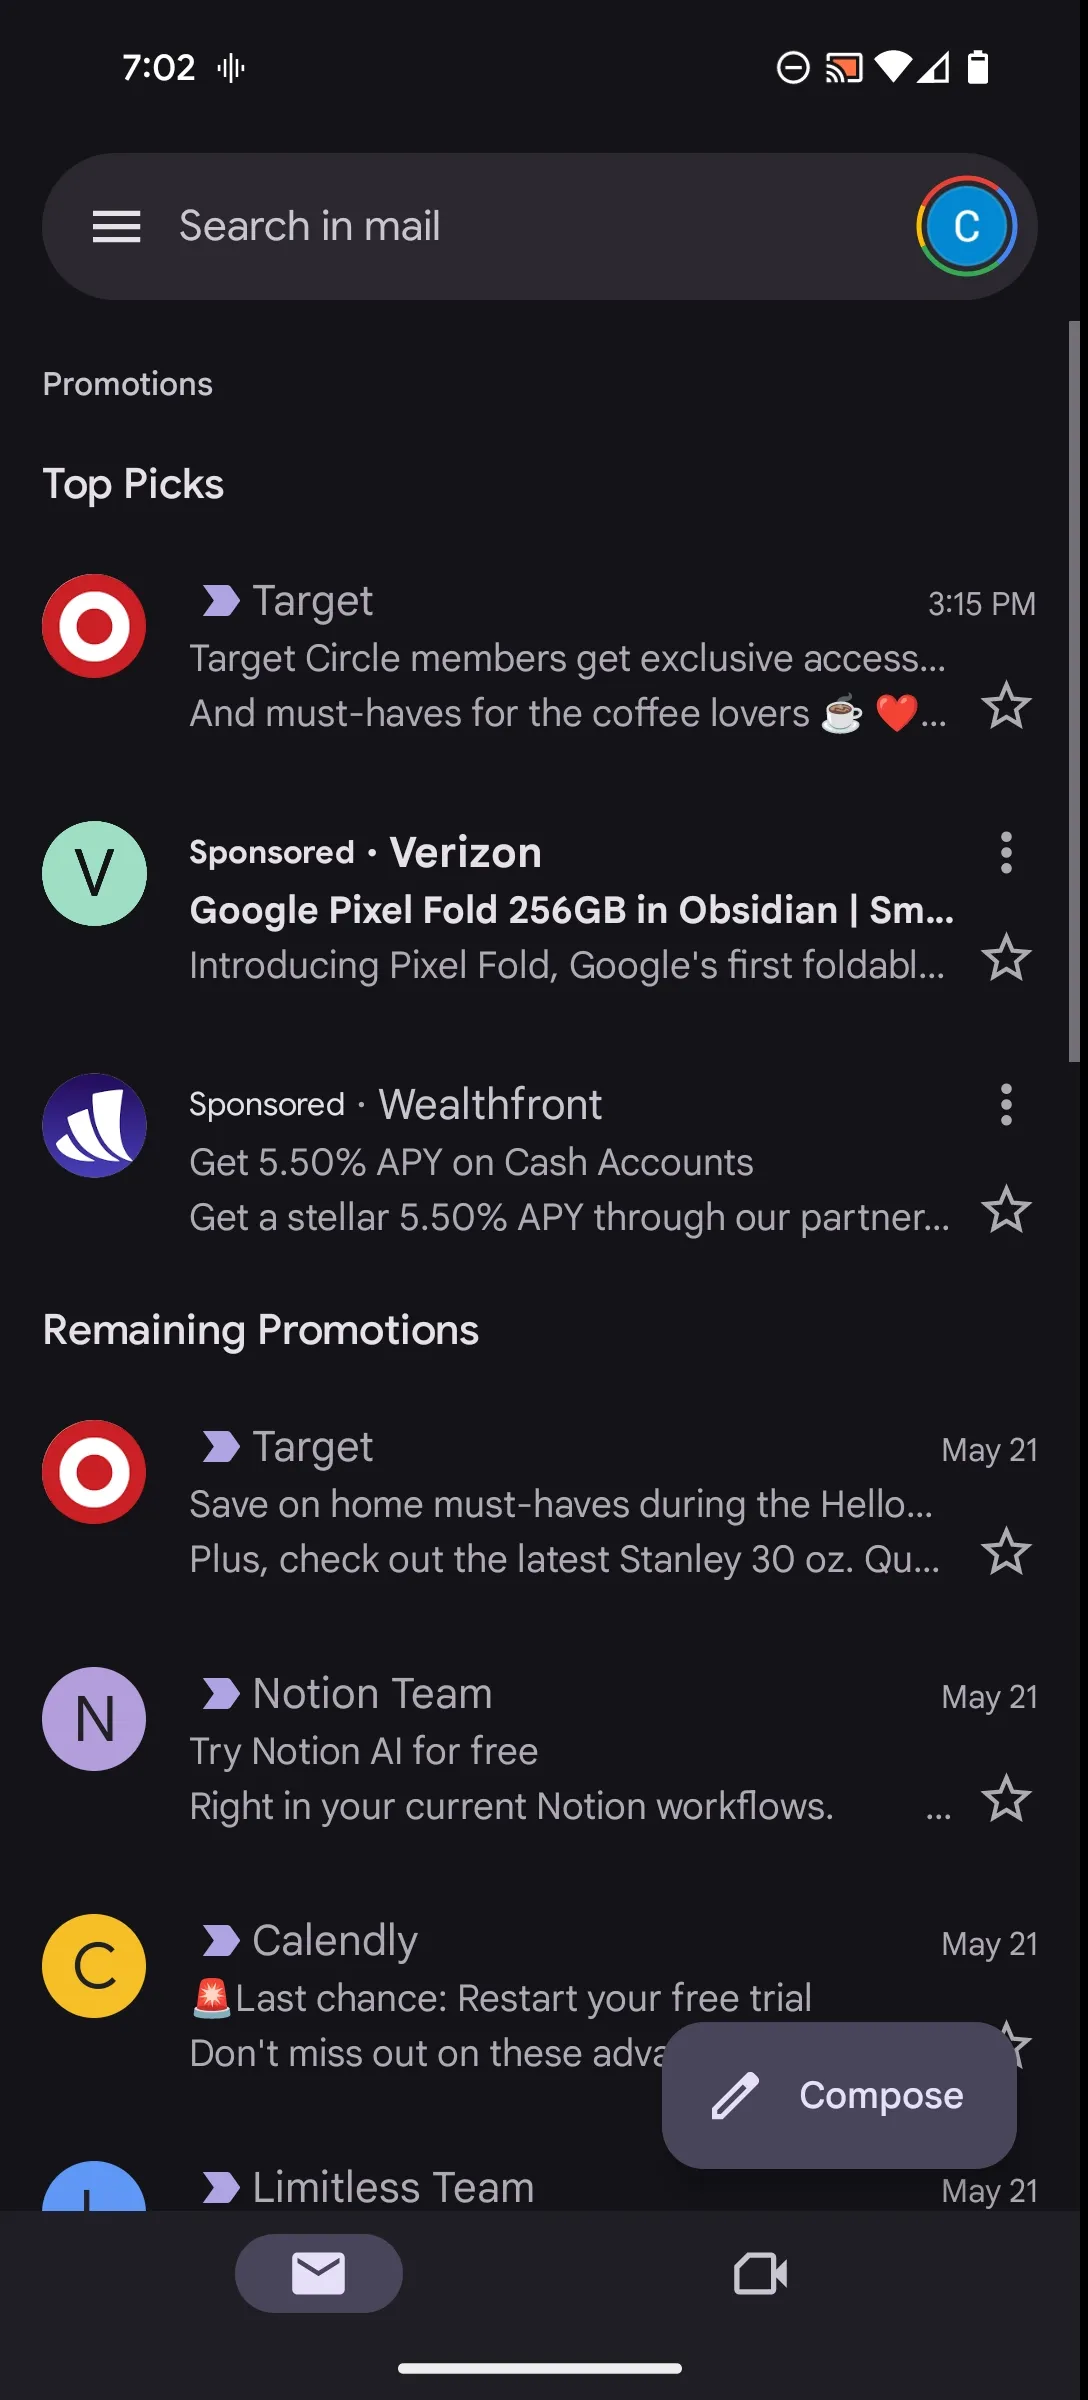 7:02
Search in mail
C
Promotions
Top Picks
Target
3:15 PM
Target Circle members get exclusive access...
And must-haves for the coffee lovers ☕ ❤️...
V
Sponsored · Verizon
Google Pixel Fold 256GB in Obsidian | Sm...
Introducing Pixel Fold, Google's first foldabl...
Sponsored · Wealthfront
Get 5.50% APY on Cash Accounts
Get a stellar 5.50% APY through our partner...
Remaining Promotions
Target
May 21
Save on home must-haves during the Hello...
Plus, check out the latest Stanley 30 oz. Qu...
N
Notion Team
May 21
Try Notion AI for free
Right in your current Notion workflows. ...
C
Calendly
May 21
🚨Last chance: Restart your free trial
Don't miss out on these
Compose
Limitless Team
May 21